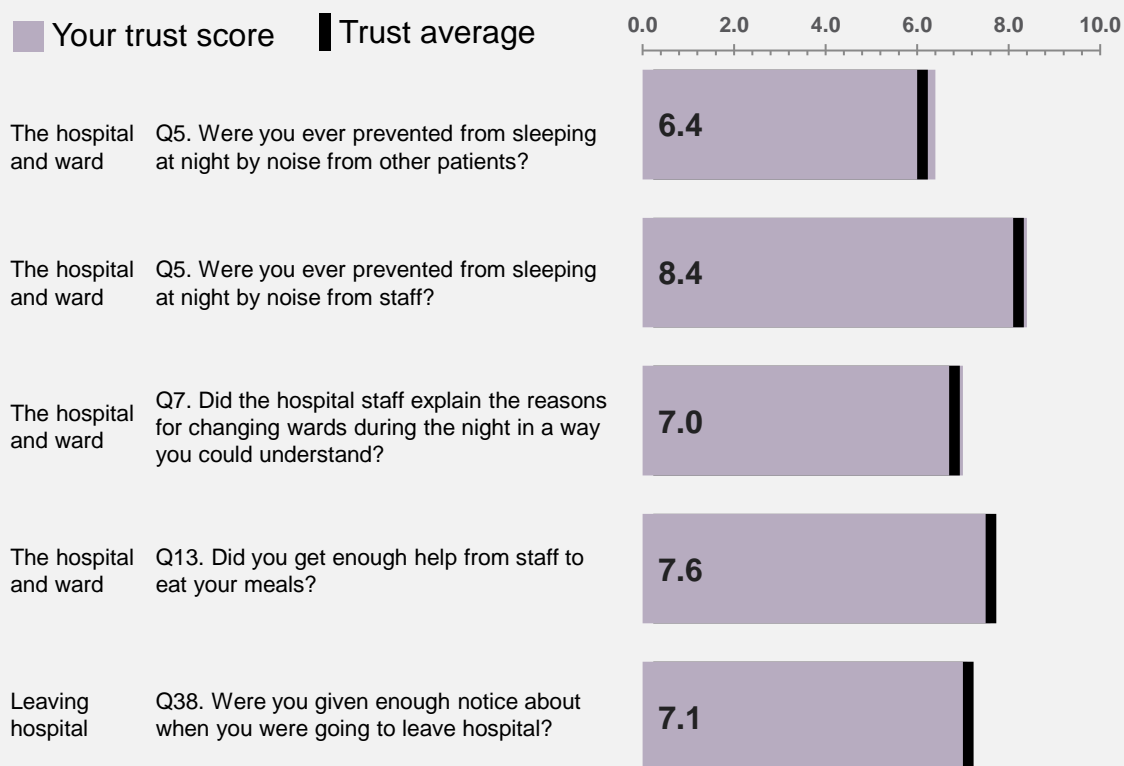 Your trust score Trust average
0.0 2.0 4.0 6.0 8.0 10.0
The hospital
and ward
Q5. Were you ever prevented from sleeping
at night by noise from other patients?
6.4
The hospital
and ward
Q5. Were you ever prevented from sleeping
at night by noise from staff?
8.4
The hospital
and ward
Q7. Did the hospital staff explain the reasons
for changing wards during the night in a way
you could understand?
7.0
The hospital
and ward
Q13. Did you get enough help from staff to
eat your meals?
7.6
Leaving
hospital
Q38. Were you given enough notice about
when you were going to leave hospital?
7.1